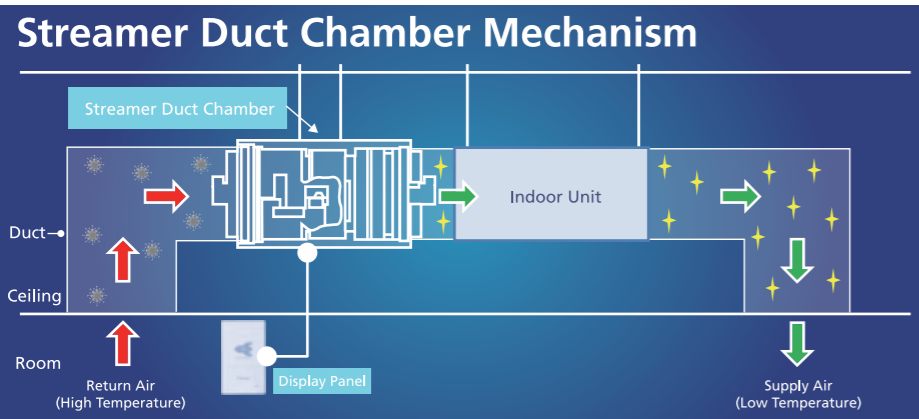 Streamer Duct Chamber Mechanism
Streamer Duct Chamber
Indoor Unit
Duct
Ceiling
Room
Return Air
(High Temperature)
Display Panel
Supply Air
(Low Temperature)